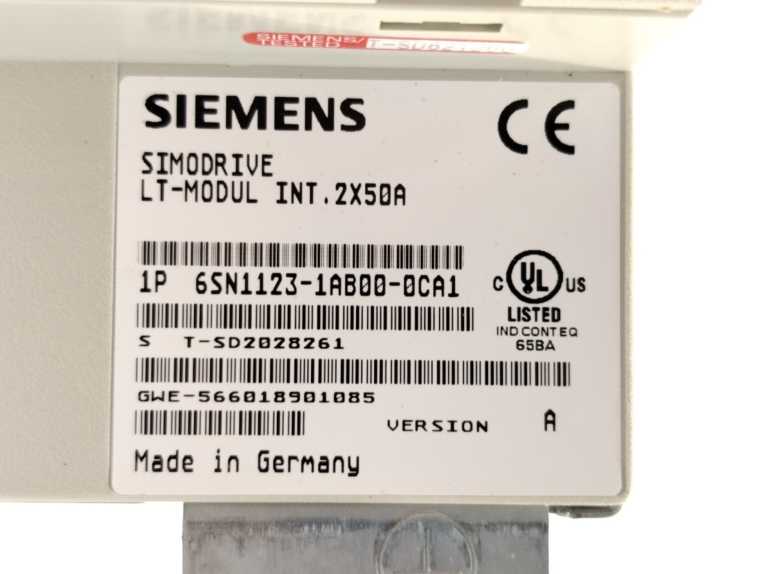 SIEMENS/
TESTED
SIEMENS
CE
SIMODRIVE
LT-MODUL INT.2X50A
1P 6SN1123-1AB00-0CA1
C UL US
LISTED
IND CONT EQ
65BA
S T-SD2028261
GWE-566018901085
VERSION A
Made in Germany